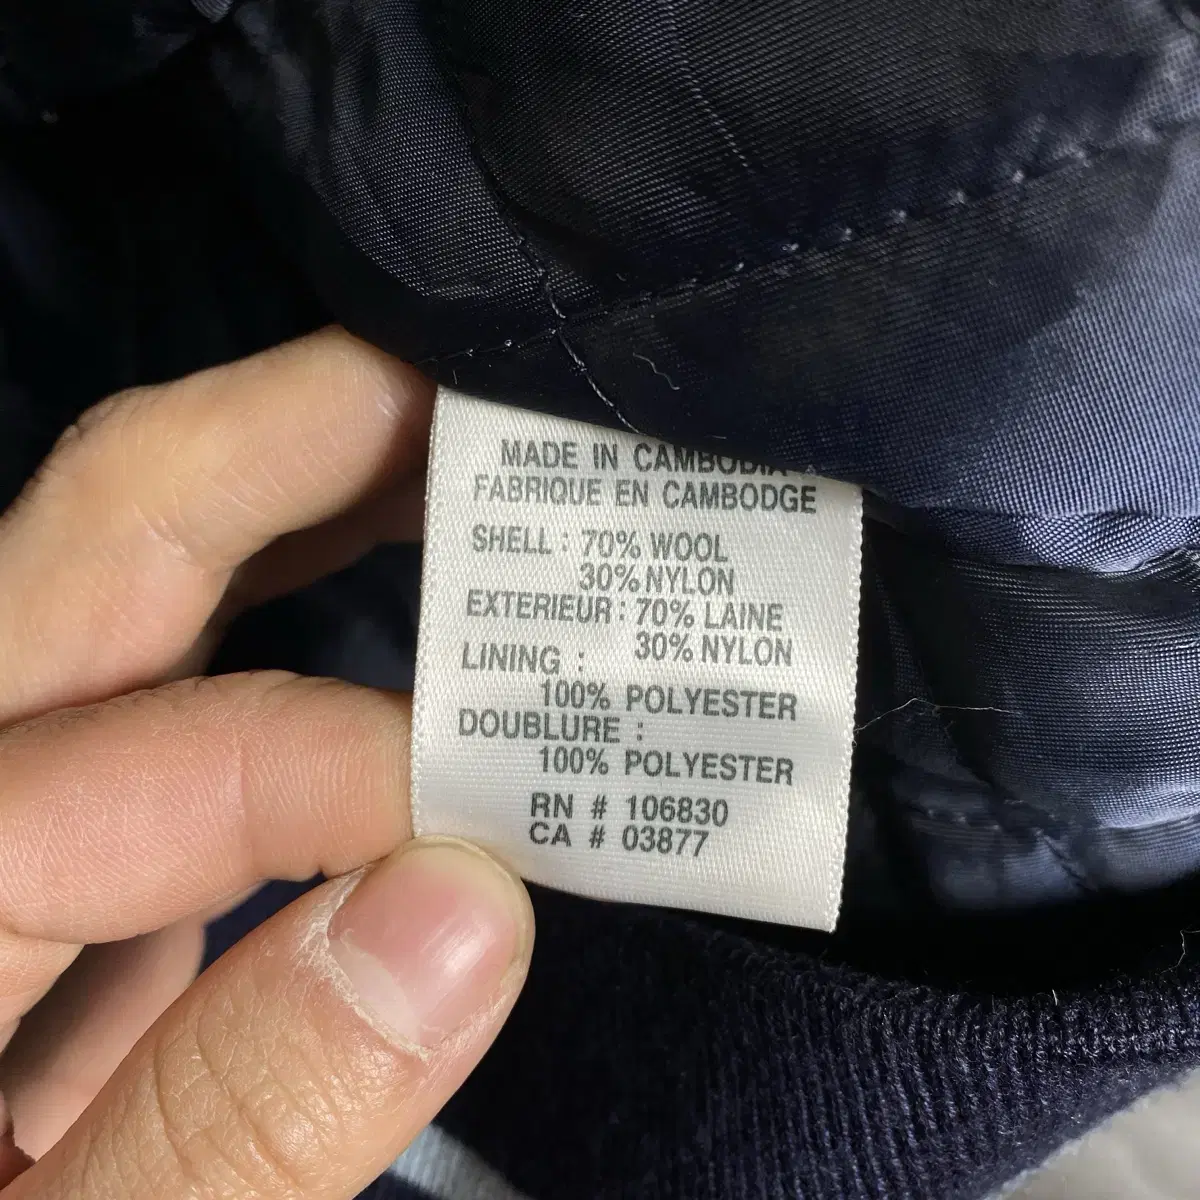 MADE IN CAMBODIA
FABRIQUE EN CAMBODGE
SHELL : 70% WOOL
30% NYLON
EXTERIEUR : 70% LAINE
30% NYLON
LINING :
100% POLYESTER
DOUBLURE :
100% POLYESTER
RN # 106830
CA # 03877